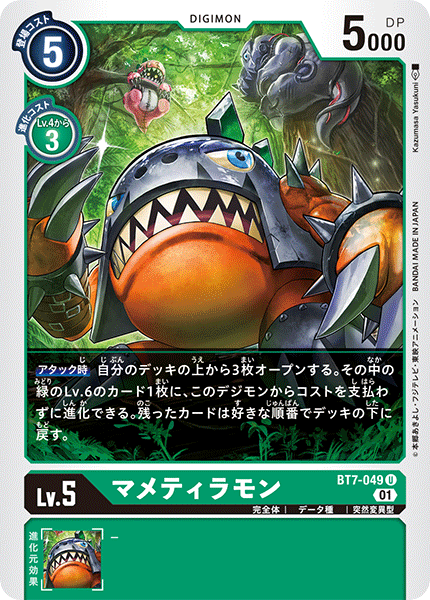 DIGIMON
登場コスト
5
DP
5000
進化コスト
Lv.4から
3
Kazumasa Yasukuni
©本郷あきよし・フジテレビ・東映アニメーション BANDAI MADE IN JAPAN
アタック時 自分のデッキの上から3枚オープンする。その中の
緑のLv.6のカード1枚に、このデジモンからコストを支払わ
ずに進化できる。残ったカードは好きな順番でデッキの下に
戻す。
BT7-049 U
Lv.5
マメティラモン
01
完全体 | データ種 | 突然変異型
進化元効果
－